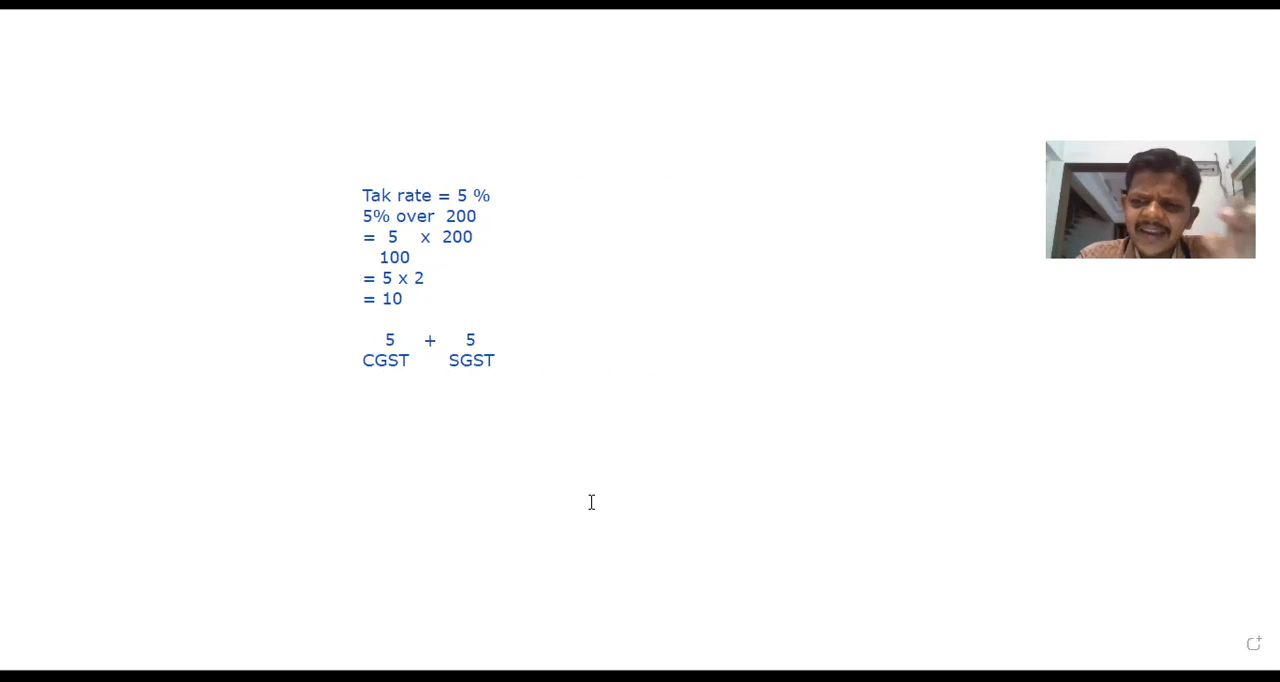 Tak rate = 5 %
5% over 200
= 5 x 200
100
= 5 x 2
= 10
5 + 5
CGST SGST